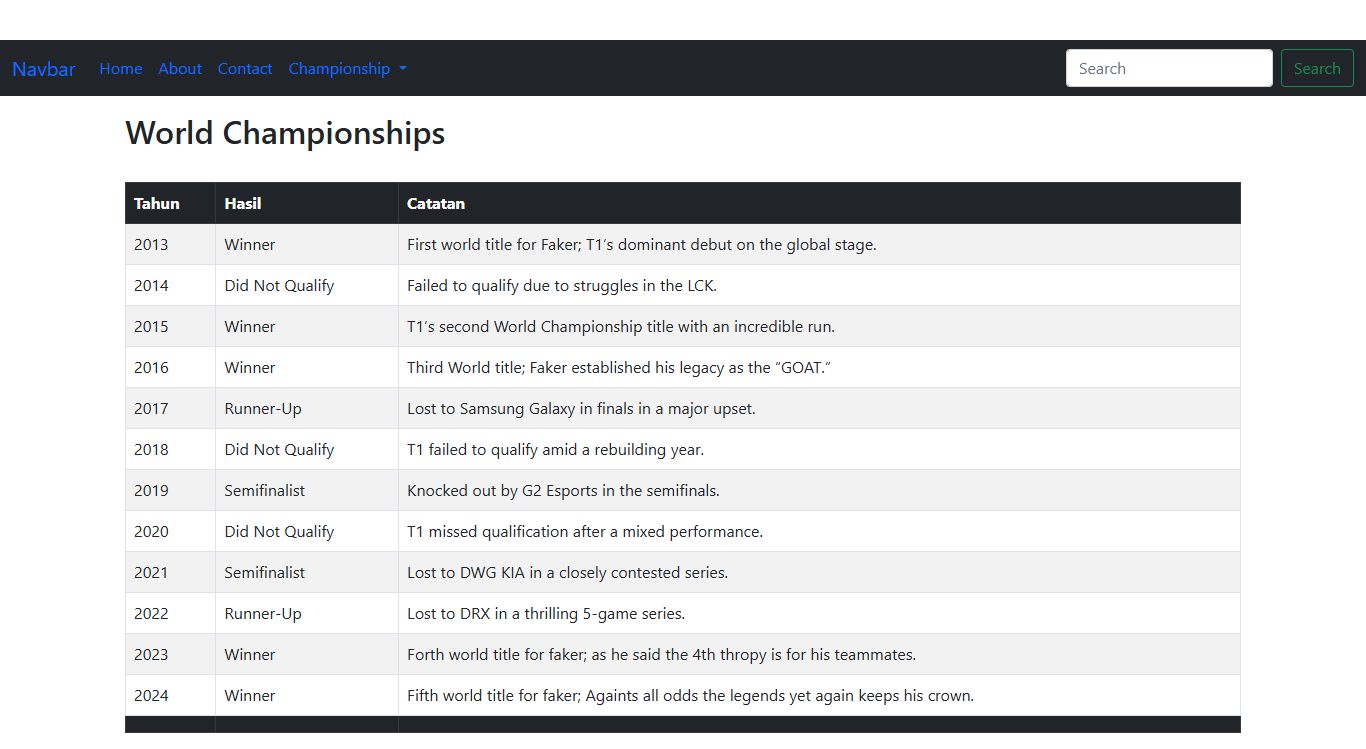 Navbar Home About Contact Championship Search Search
World Championships
Tahun Hasil Catatan
2013 Winner First world title for Faker; T1’s dominant debut on the global stage.
2014 Did Not Qualify Failed to qualify due to struggles in the LCK.
2015 Winner T1’s second World Championship title with an incredible run.
2016 Winner Third World title; Faker established his legacy as the “GOAT.”
2017 Runner-Up Lost to Samsung Galaxy in finals in a major upset.
2018 Did Not Qualify T1 failed to qualify amid a rebuilding year.
2019 Semifinalist Knocked out by G2 Esports in the semifinals.
2020 Did Not Qualify T1 missed qualification after a mixed performance.
2021 Semifinalist Lost to DWG KIA in a closely contested series.
2022 Runner-Up Lost to DRX in a thrilling 5-game series.
2023 Winner Forth world title for faker; as he said the 4th thropy is for his teammates.
2024 Winner Fifth world title for faker; Againts all odds the legends yet again keeps his crown.